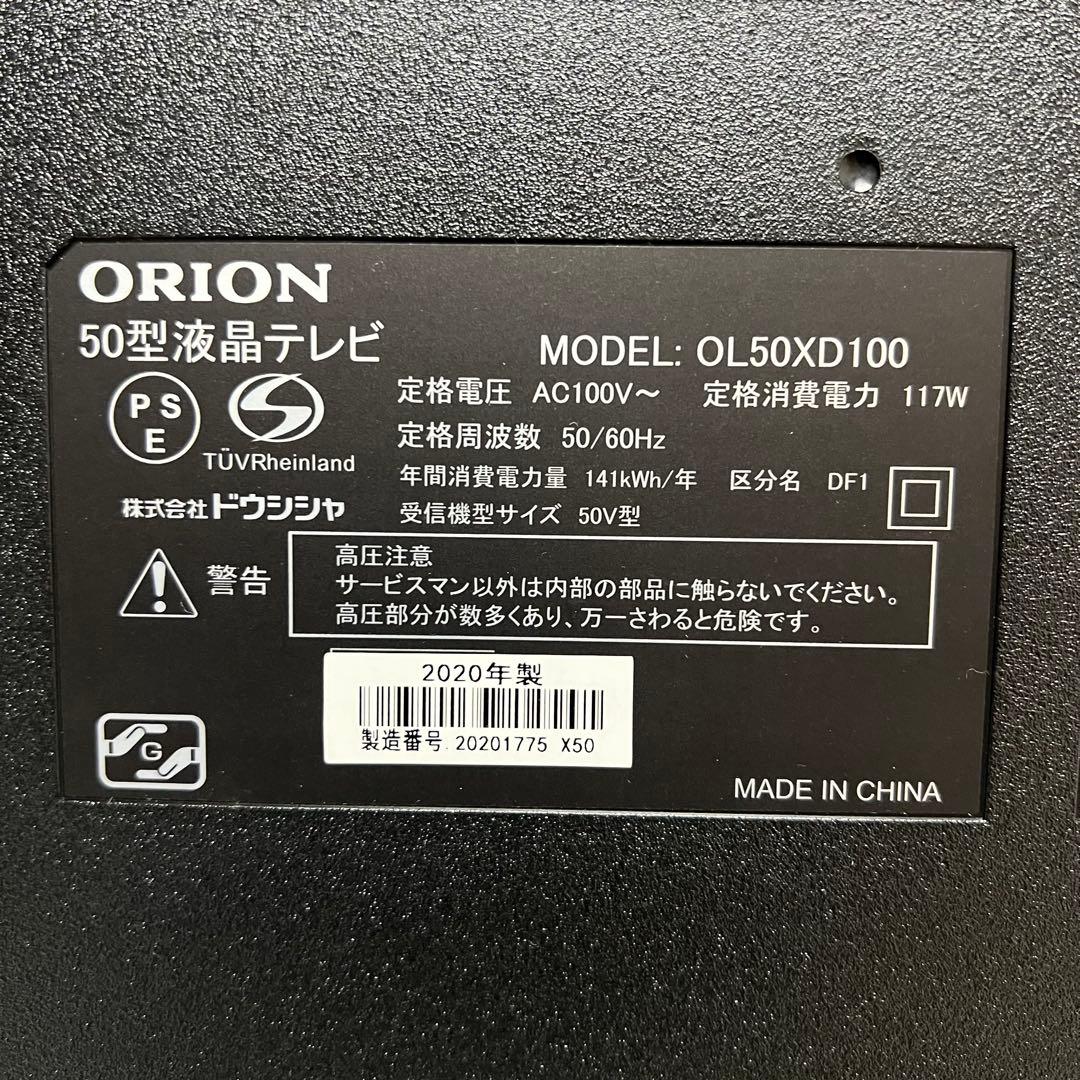 ORION
50型液晶テレビ
MODEL: OL50XD100
PS
E
TÜVRheinland
定格電圧 AC100V～ 定格消費電力 117W
定格周波数 50/60Hz
年間消費電力量 141kWh/年 区分名 DF1
株式会社ドウシシャ
受信機型サイズ 50V型
警告
高圧注意
サービスマン以外は内部の部品に触らないでください。
高圧部分が数多くあり、万一さわると危険です。
2020年製
製造番号. 20201775 X50
G
MADE IN CHINA